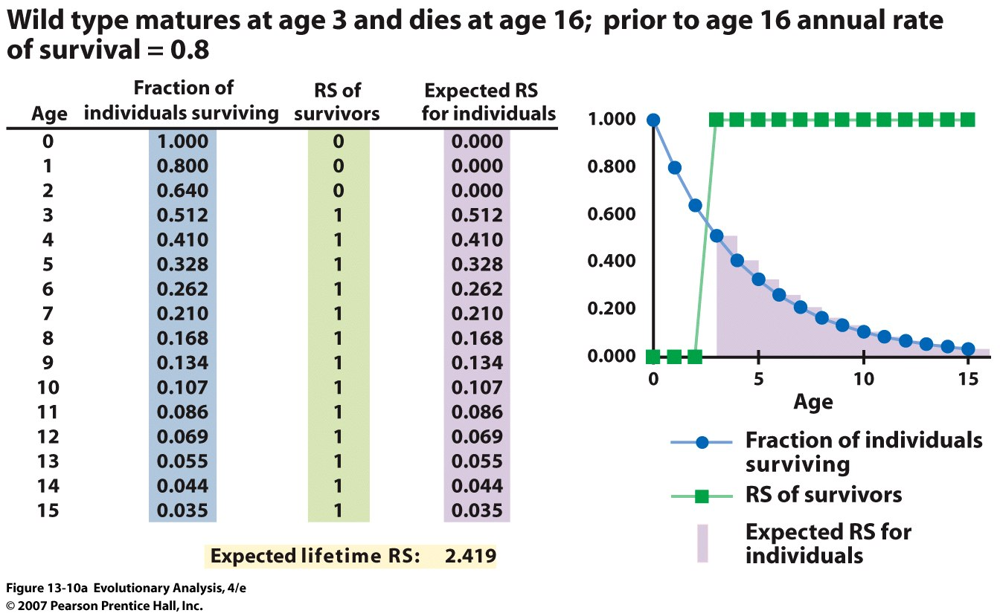 Wild type matures at age 3 and dies at age 16; prior to age 16 annual rate
of survival = 0.8
Age Fraction of individuals surviving RS of survivors Expected RS for individuals
0 1.000 0 0.000
1 0.800 0 0.000
2 0.640 0 0.000
3 0.512 1 0.512
4 0.410 1 0.410
5 0.328 1 0.328
6 0.262 1 0.262
7 0.210 1 0.210
8 0.168 1 0.168
9 0.134 1 0.134
10 0.107 1 0.107
11 0.086 1 0.086
12 0.069 1 0.069
13 0.055 1 0.055
14 0.044 1 0.044
15 0.035 1 0.035
Expected lifetime RS: 2.419
1.000
0.800
0.600
0.400
0.200
0.000
0 5 10 15
Age
Fraction of individuals
surviving
RS of survivors
Expected RS for
individuals
Figure 13-10a Evolutionary Analysis, 4/e
© 2007 Pearson Prentice Hall, Inc.